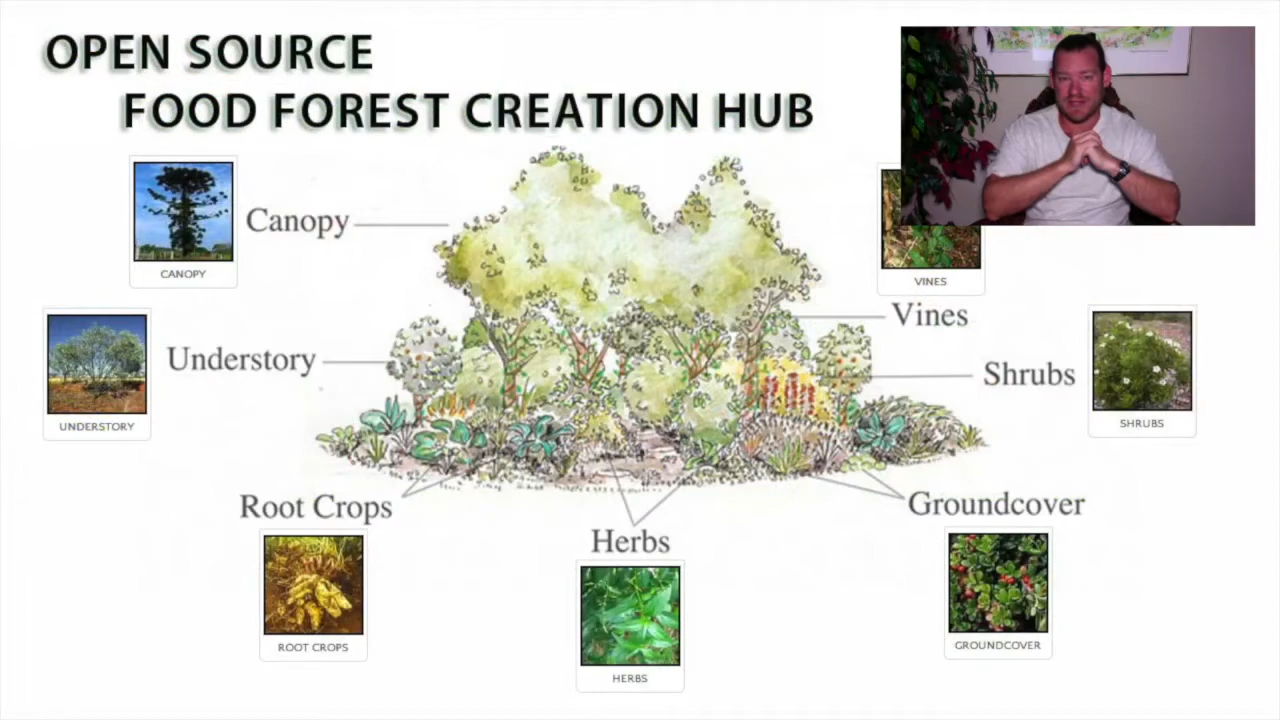 OPEN SOURCE
FOOD FOREST CREATION HUB
Canopy
CANOPY
VINES
Vines
Understory
UNDERSTORY
Shrubs
SHRUBS
Root Crops
ROOT CROPS
Herbs
HERBS
Groundcover
GROUNDCOVER